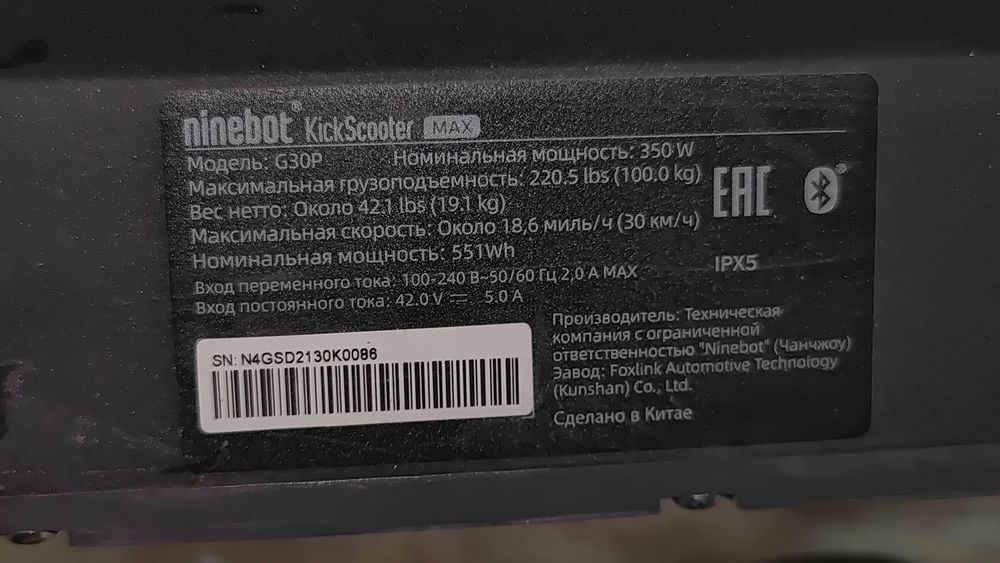 ninebot® KickScooter MAX
Модель: G30P Номинальная мощность: 350 W
Максимальная грузоподъемность: 220.5 lbs (100.0 kg)
Вес нетто: Около 42.1 lbs (19.1 kg)
Максимальная скорость: Около 18,6 миль/ч (30 км/ч)
Номинальная мощность: 551Wh
Вход переменного тока: 100-240 В~50/60 Гц 2,0 A MAX
Вход постоянного тока: 42.0 V ⎓ 5.0 A
EAC
®
IPX5
SN: N4GSD2130K0086
Производитель: Техническая
компания с ограниченной
ответственностью "Ninebot" (Чанчжоу)
Завод: Foxlink Automotive Technology
(Kunshan) Co., Ltd.
Сделано в Китае